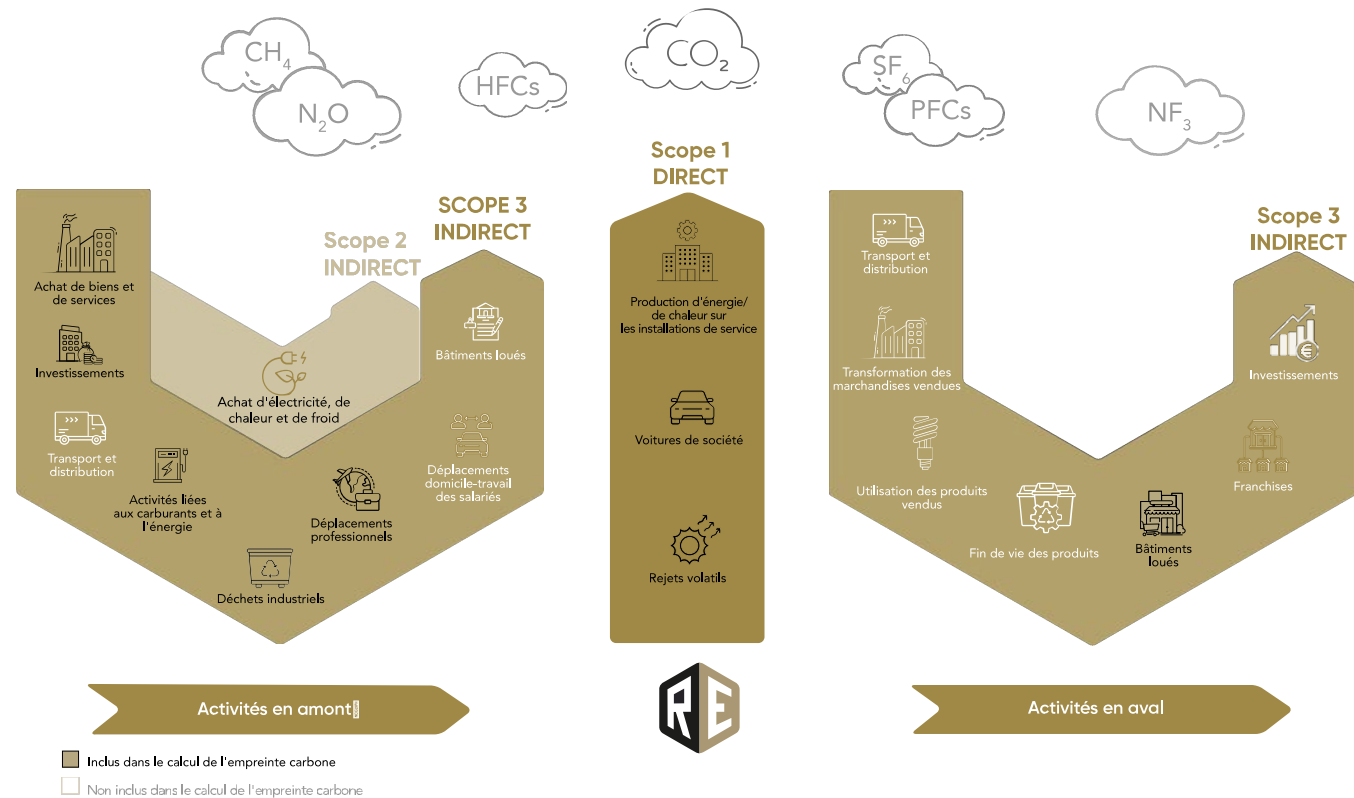 CH₄
N₂O
HFCs
CO₂
SF₆
PFCs
NF₃
SCOPE 3
INDIRECT
Scope 2
INDIRECT
Achat de biens et
de services
Investissements
Transport et
distribution
Activités liées
aux carburants et à
l'énergie
Déchets industriels
Déplacements
professionnels
Achat d'électricité, de
chaleur et de froid
Bâtiments loués
Déplacements
domicile-travail
des salariés
Scope 1
DIRECT
Production d'énergie/
de chaleur sur
les installations de service
Voitures de société
Rejets volatils
Scope 3
INDIRECT
Transport et
distribution
Transformation des
marchandises vendues
Utilisation des produits
vendus
Fin de vie des produits
Bâtiments
loués
Franchises
Investissements
Activités en amont
RE
Activités en aval
Inclus dans le calcul de l'empreinte carbone
Non inclus dans le calcul de l'empreinte carbone